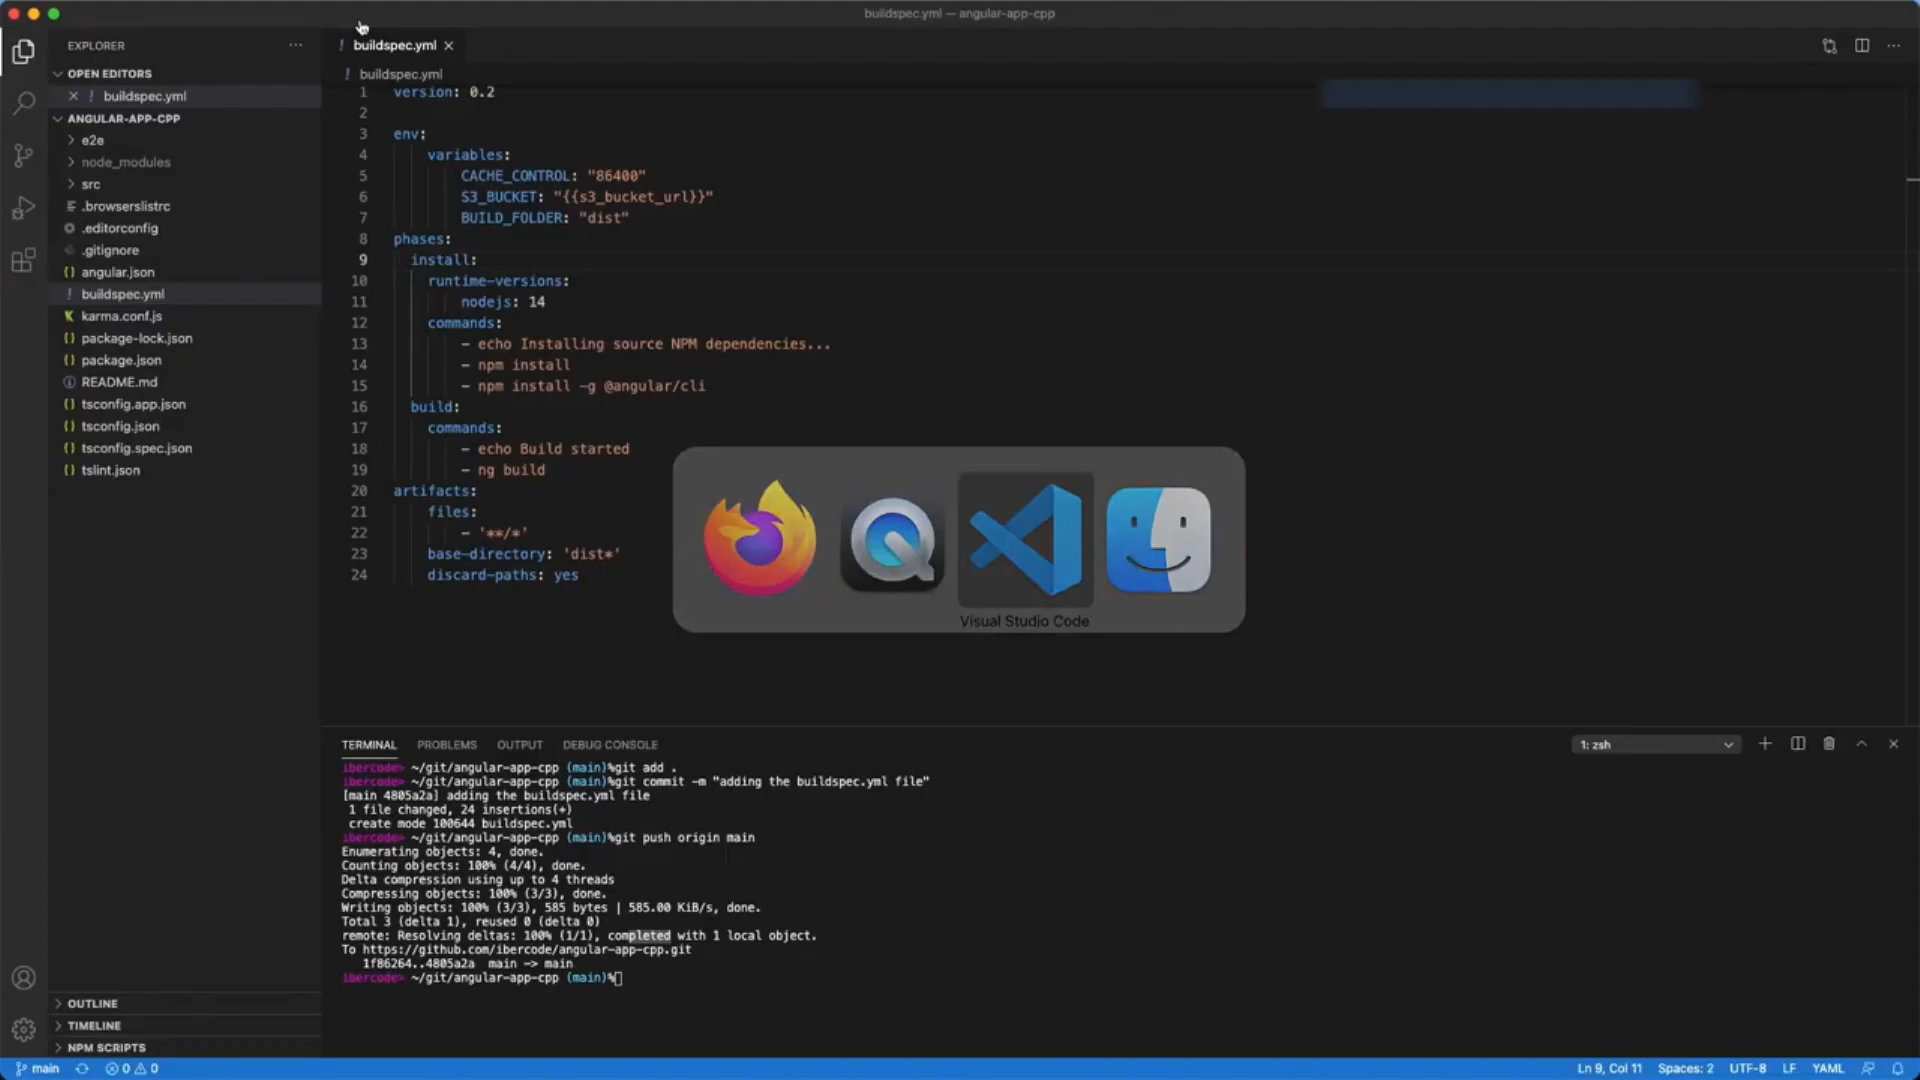 buildspec.yml — angular-app-cpp
EXPLORER
OPEN EDITORS
buildspec.yml
ANGULAR-APP-CPP
e2e
node_modules
src
.browserslistrc
.editorconfig
.gitignore
angular.json
buildspec.yml
karma.conf.js
package-lock.json
package.json
README.md
tsconfig.app.json
tsconfig.json
tsconfig.spec.json
tslint.json
OUTLINE
TIMELINE
NPM SCRIPTS
! buildspec.yml
! buildspec.yml
1 version: 0.2
2
3 env:
4 variables:
5 CACHE_CONTROL: "86400"
6 S3_BUCKET: "{{s3_bucket_url}}"
7 BUILD_FOLDER: "dist"
8 phases:
9 install:
10 runtime-versions:
11 nodejs: 14
12 commands:
13 - echo Installing source NPM dependencies...
14 - npm install
15 - npm install -g @angular/cli
16 build:
17 commands:
18 - echo Build started
19 - ng build
20 artifacts:
21 files:
22 - '**/*'
23 base-directory: 'dist*'
24 discard-paths: yes
Visual Studio Code
TERMINAL PROBLEMS OUTPUT DEBUG CONSOLE 1: zsh
ibercode> ~/git/angular-app-cpp (main)%git add .
ibercode> ~/git/angular-app-cpp (main)%git commit -m "adding the buildspec.yml file"
[main 4805a2a] adding the buildspec.yml file
1 file changed, 24 insertions(+)
create mode 100644 buildspec.yml
ibercode> ~/git/angular-app-cpp (main)%git push origin main
Enumerating objects: 4, done.
Counting objects: 100% (4/4), done.
Delta compression using up to 4 threads
Compressing objects: 100% (3/3), done.
Writing objects: 100% (3/3), 585 bytes | 585.00 KiB/s, done.
Total 3 (delta 1), reused 0 (delta 0)
remote: Resolving deltas: 100% (1/1), completed with 1 local object.
To https://github.com/ibercode/angular-app-cpp.git
1f86264..4805a2a main -> main
ibercode> ~/git/angular-app-cpp (main)%
main 0 0 Ln 9, Col 11 Spaces: 2 UTF-8 LF YAML